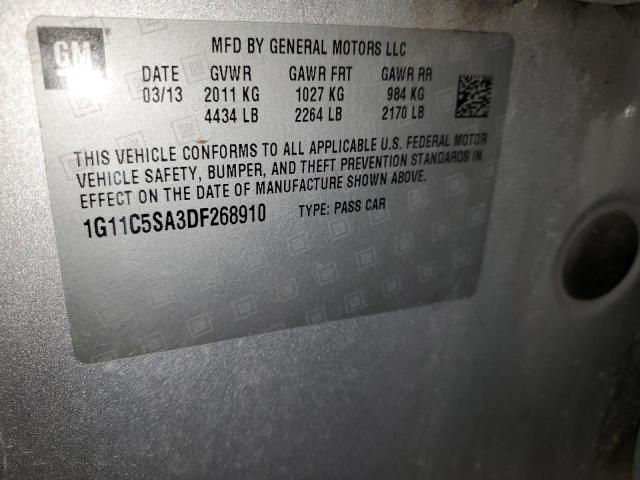 GM
MFD BY GENERAL MOTORS LLC
DATE GVWR GAWR FRT GAWR RR
03/13 2011 KG 1027 KG 984 KG
4434 LB 2264 LB 2170 LB
THIS VEHICLE CONFORMS TO ALL APPLICABLE U.S. FEDERAL MOTOR
VEHICLE SAFETY, BUMPER, AND THEFT PREVENTION STANDARDS IN
EFFECT ON THE DATE OF MANUFACTURE SHOWN ABOVE.
1G11C5SA3DF268910 TYPE: PASS CAR